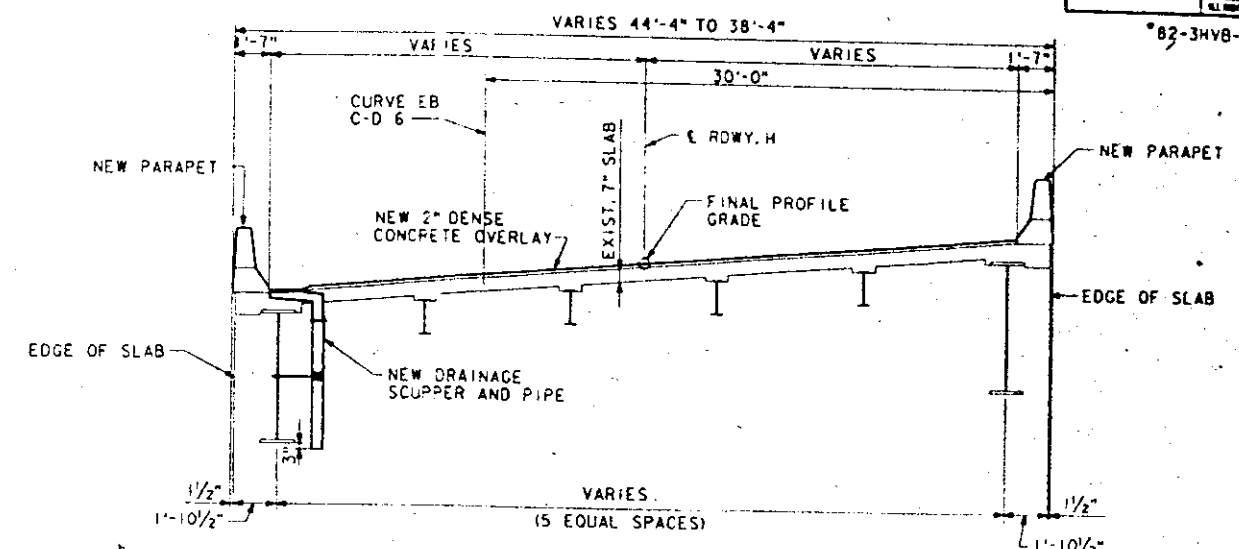 VARIES 44'-4" TO 38'-4"
*82-3HVB-
1'-7"
VARIES
VARIES
1'-7"
30'-0"
CURVE EB
C-D 6
℄ RDWY. H
NEW PARAPET
NEW PARAPET
EXIST. 7" SLAB
FINAL PROFILE
GRADE
NEW 2" DENSE
CONCRETE OVERLAY
EDGE OF SLAB
EDGE OF SLAB
NEW DRAINAGE
SCUPPER AND PIPE
3"
1½"
VARIES
1½"
1'-10½"
(5 EQUAL SPACES)
1'-10½"